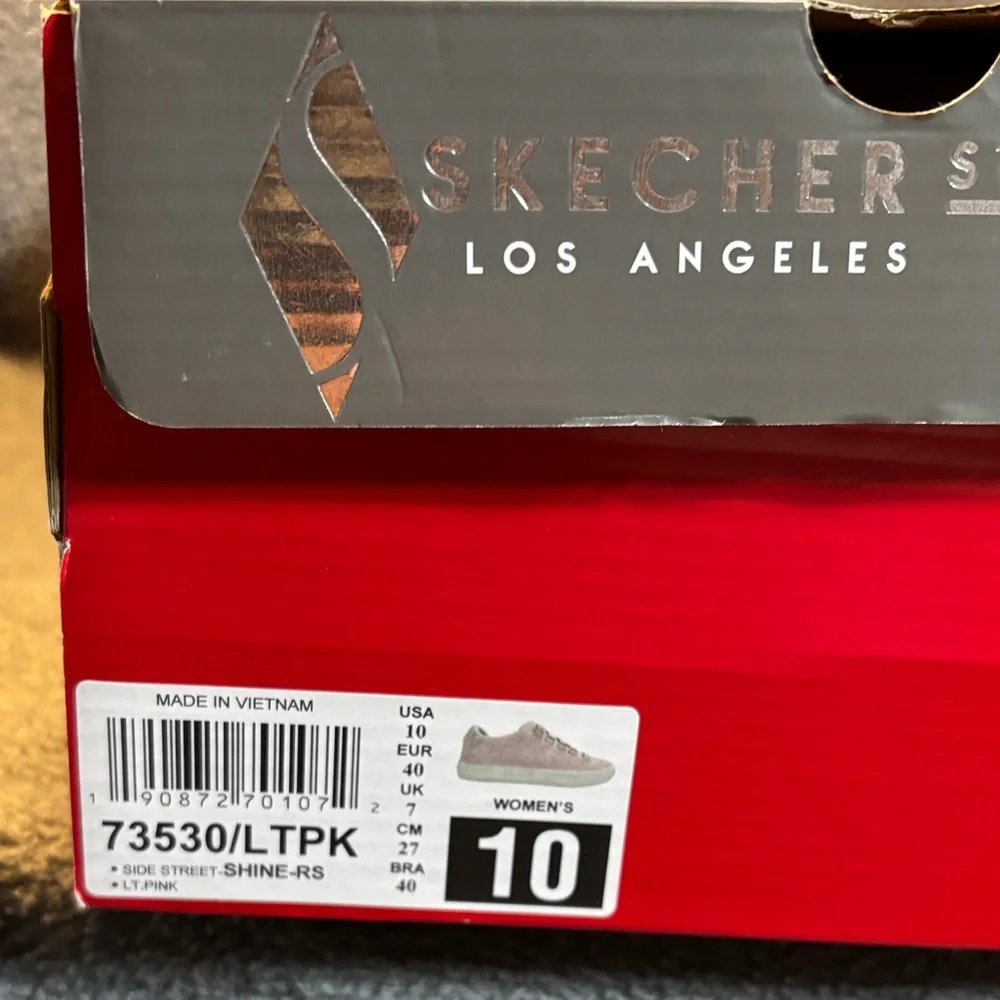 SKECHER S
LOS ANGELES
MADE IN VIETNAM
1 90872 70107 2
73530/LTPK
• SIDE STREET-SHINE-RS
• LT.PINK
USA
10
EUR
40
UK
7
CM
27
BRA
40
WOMEN'S
10